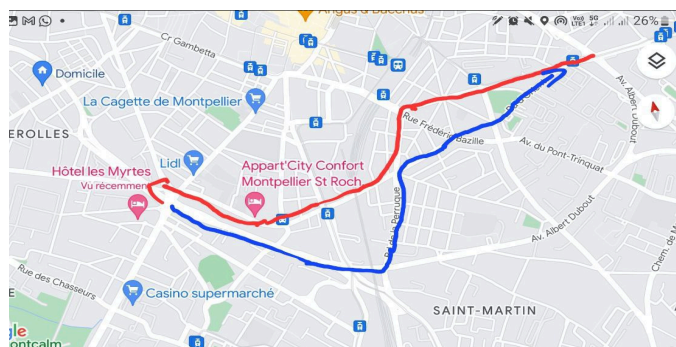 Angus & Bacchus
26%
Cr Gambetta
Domicile
La Cagette de Montpellier
Av. Albert Dubout
EROLLES
Rue Frédéric Bazille
Lidl
Av. du Pont-Trinquat
Hôtel les Myrtes
Vu récemmen
Appart'City Confort
Montpellier St Roch
Bd de la Perruque
Av. Albert Dubout
Chem. de M
Rue des Chasseurs
Casino supermarché
SAINT-MARTIN
gle
ontcalm